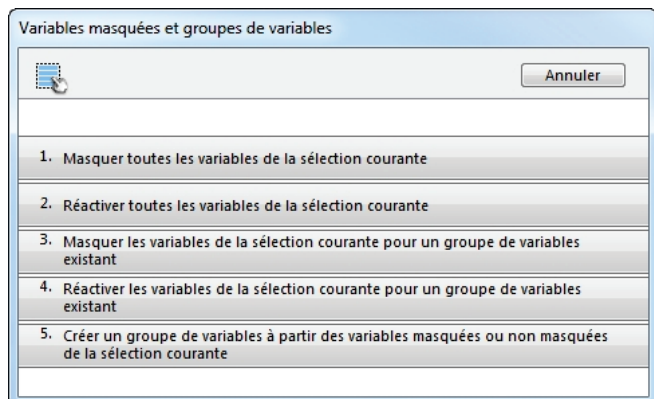 Variables masquées et groupes de variables
Annuler
1. Masquer toutes les variables de la sélection courante
2. Réactiver toutes les variables de la sélection courante
3. Masquer les variables de la sélection courante pour un groupe de variables
existant
4. Réactiver les variables de la sélection courante pour un groupe de variables
existant
5. Créer un groupe de variables à partir des variables masquées ou non masquées
de la sélection courante